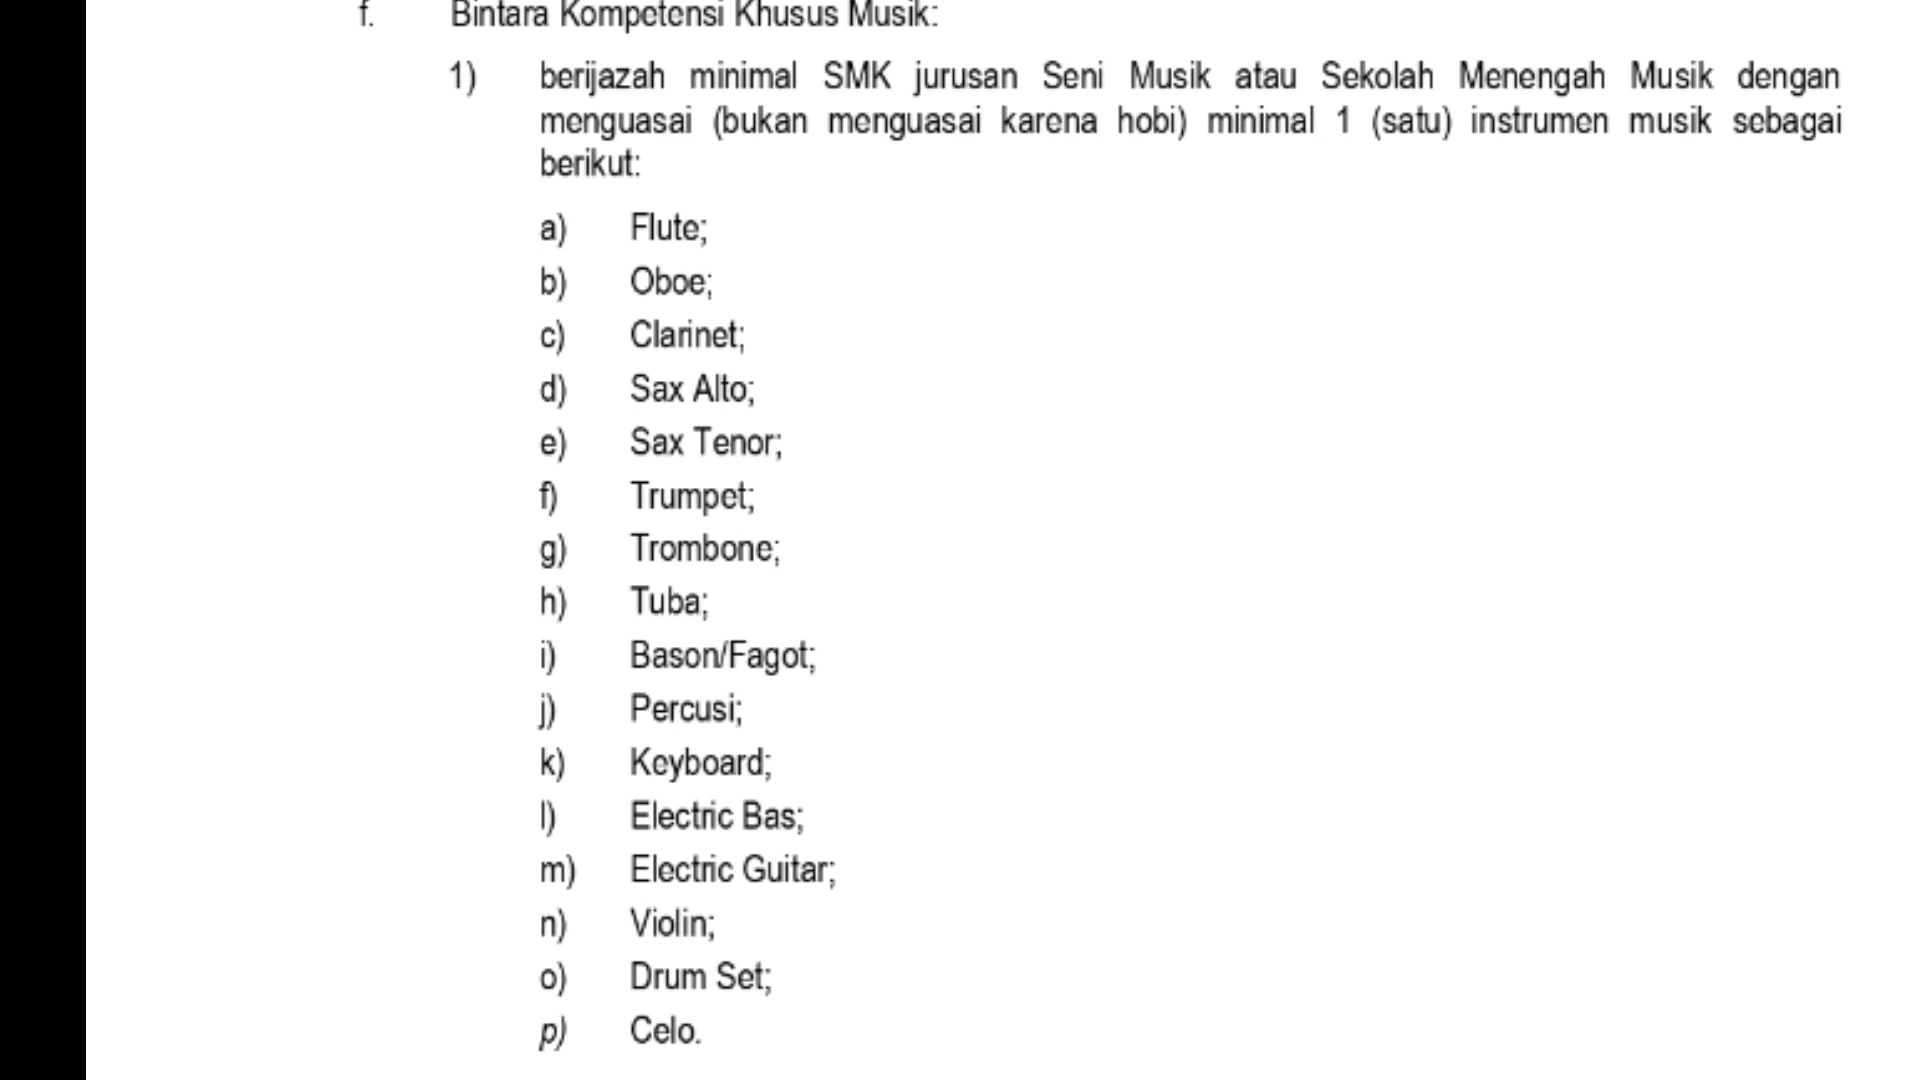 f. Bintara Kompetensi Khusus Musik:
1) berijazah minimal SMK jurusan Seni Musik atau Sekolah Menengah Musik dengan
menguasai (bukan menguasai karena hobi) minimal 1 (satu) instrumen musik sebagai
berikut:
a) Flute;
b) Oboe;
c) Clarinet;
d) Sax Alto;
e) Sax Tenor;
f) Trumpet;
g) Trombone;
h) Tuba;
i) Bason/Fagot;
j) Percusi;
k) Keyboard;
l) Electric Bas;
m) Electric Guitar;
n) Violin;
o) Drum Set;
p) Celo.